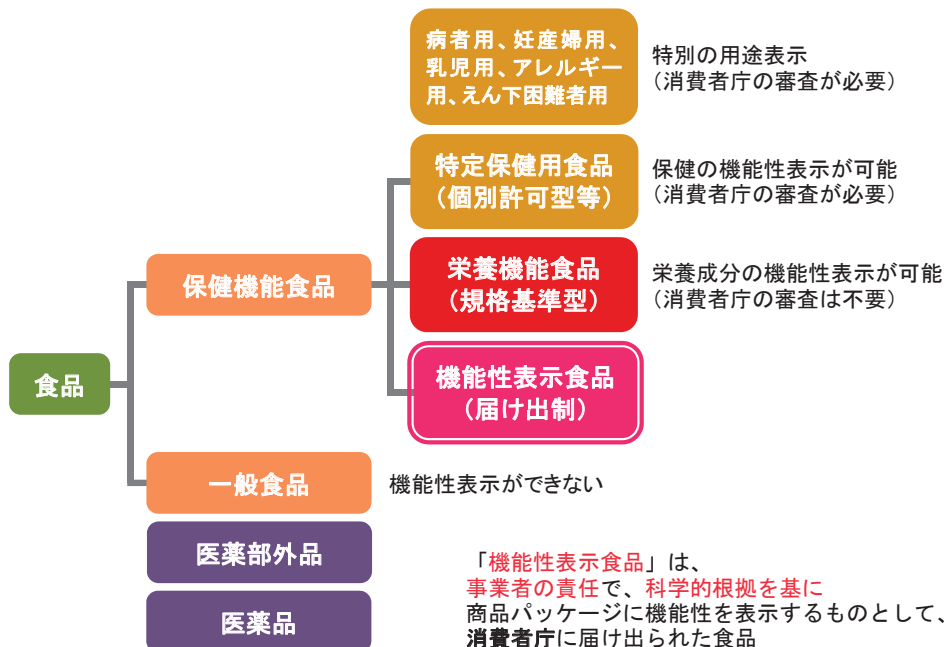 病者用、妊産婦用、
乳児用、アレルギー
用、えん下困難者用
特別の用途表示
（消費者庁の審査が必要）
特定保健用食品
（個別許可型等）
保健の機能性表示が可能
（消費者庁の審査が必要）
保健機能食品
栄養機能食品
（規格基準型）
栄養成分の機能性表示が可能
（消費者庁の審査は不要）
食品
機能性表示食品
（届け出制）
一般食品
機能性表示ができない
医薬部外品
医薬品
「機能性表示食品」は、
事業者の責任で、科学的根拠を基に
商品パッケージに機能性を表示するものとして、
消費者庁に届け出られた食品